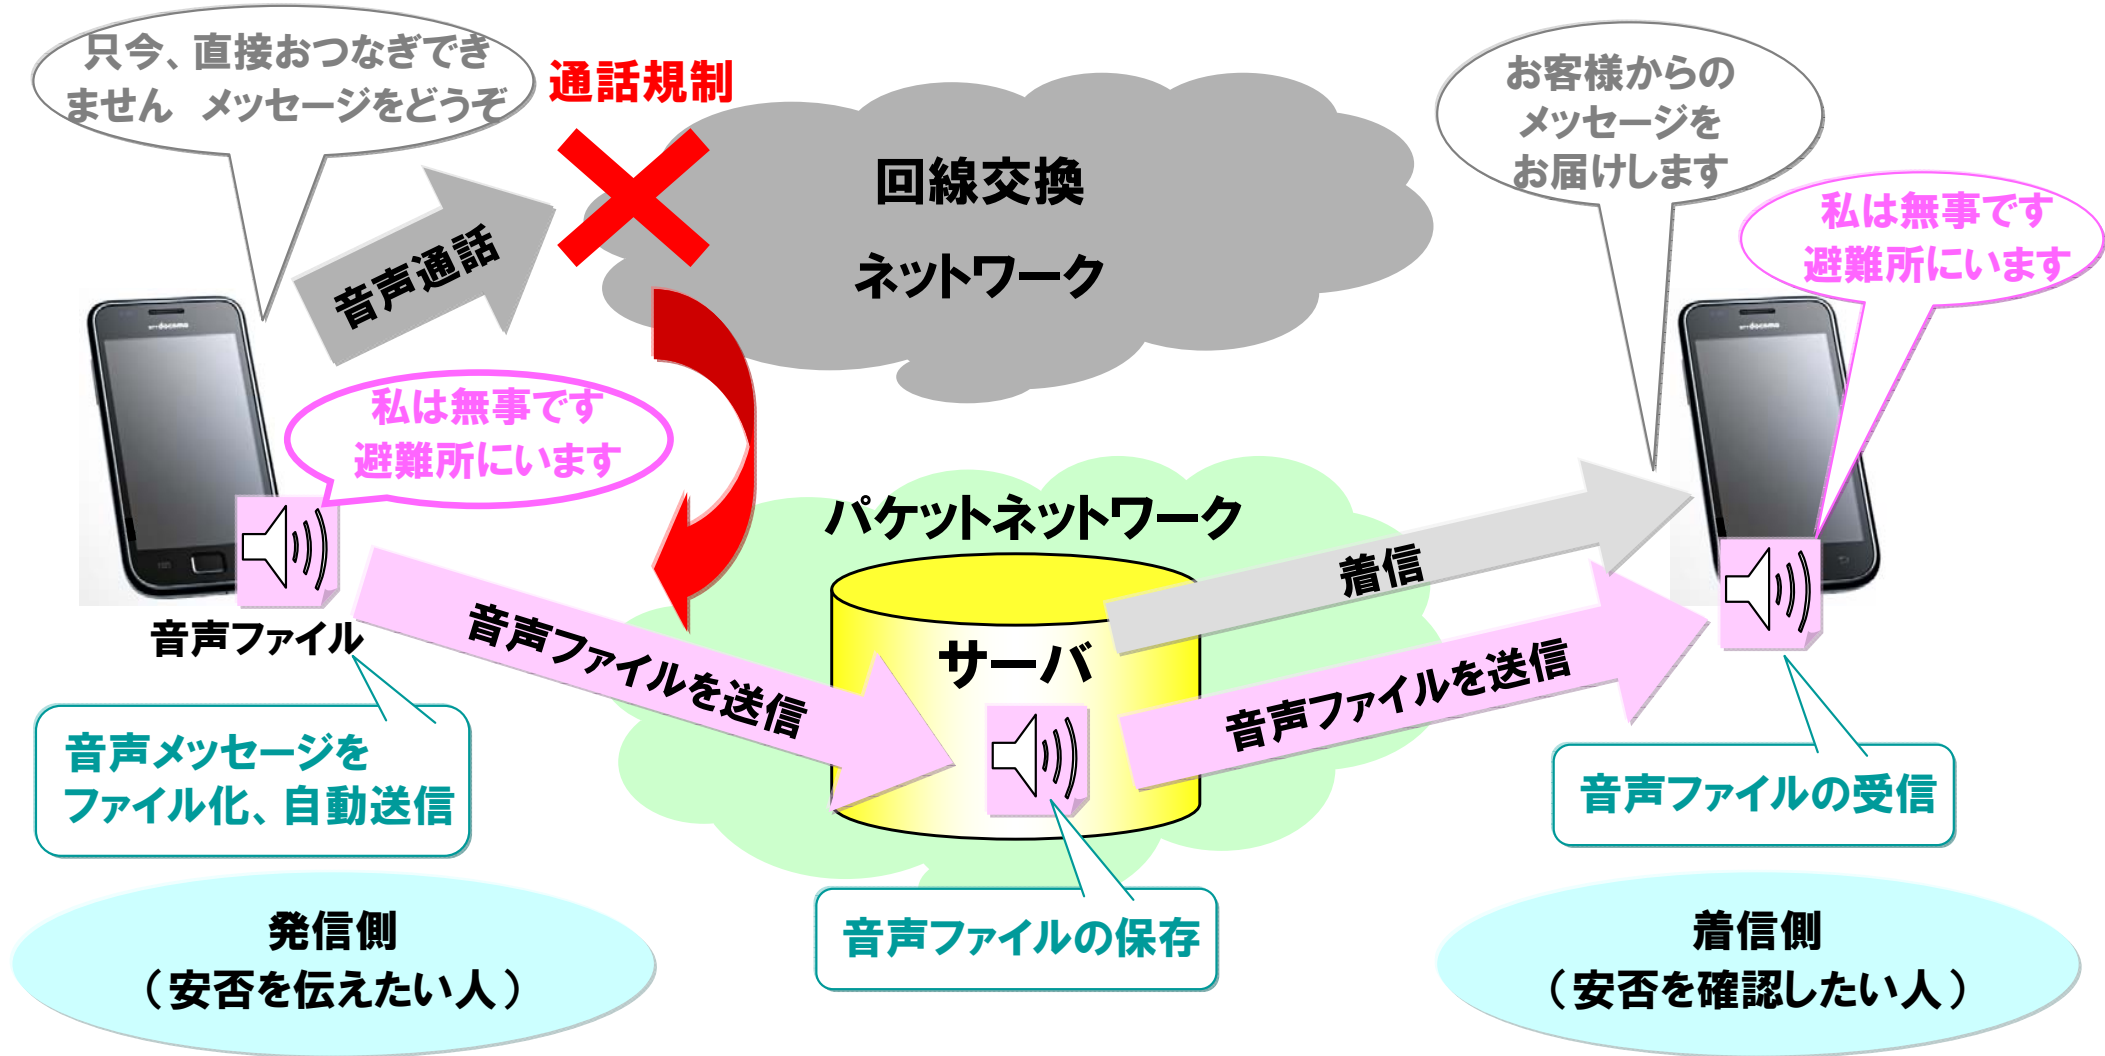 只今、直接おつなぎでき
ません　メッセージをどうぞ
通話規制
回線交換
ネットワーク
お客様からの
メッセージを
お届けします
私は無事です
避難所にいます
音声通話
docomo
docomo
私は無事です
避難所にいます
パケットネットワーク
着信
音声ファイル
音声ファイルを送信
サーバ
音声ファイルを送信
音声メッセージを
ファイル化、自動送信
音声ファイルの受信
音声ファイルの保存
発信側
（安否を伝えたい人）
着信側
（安否を確認したい人）